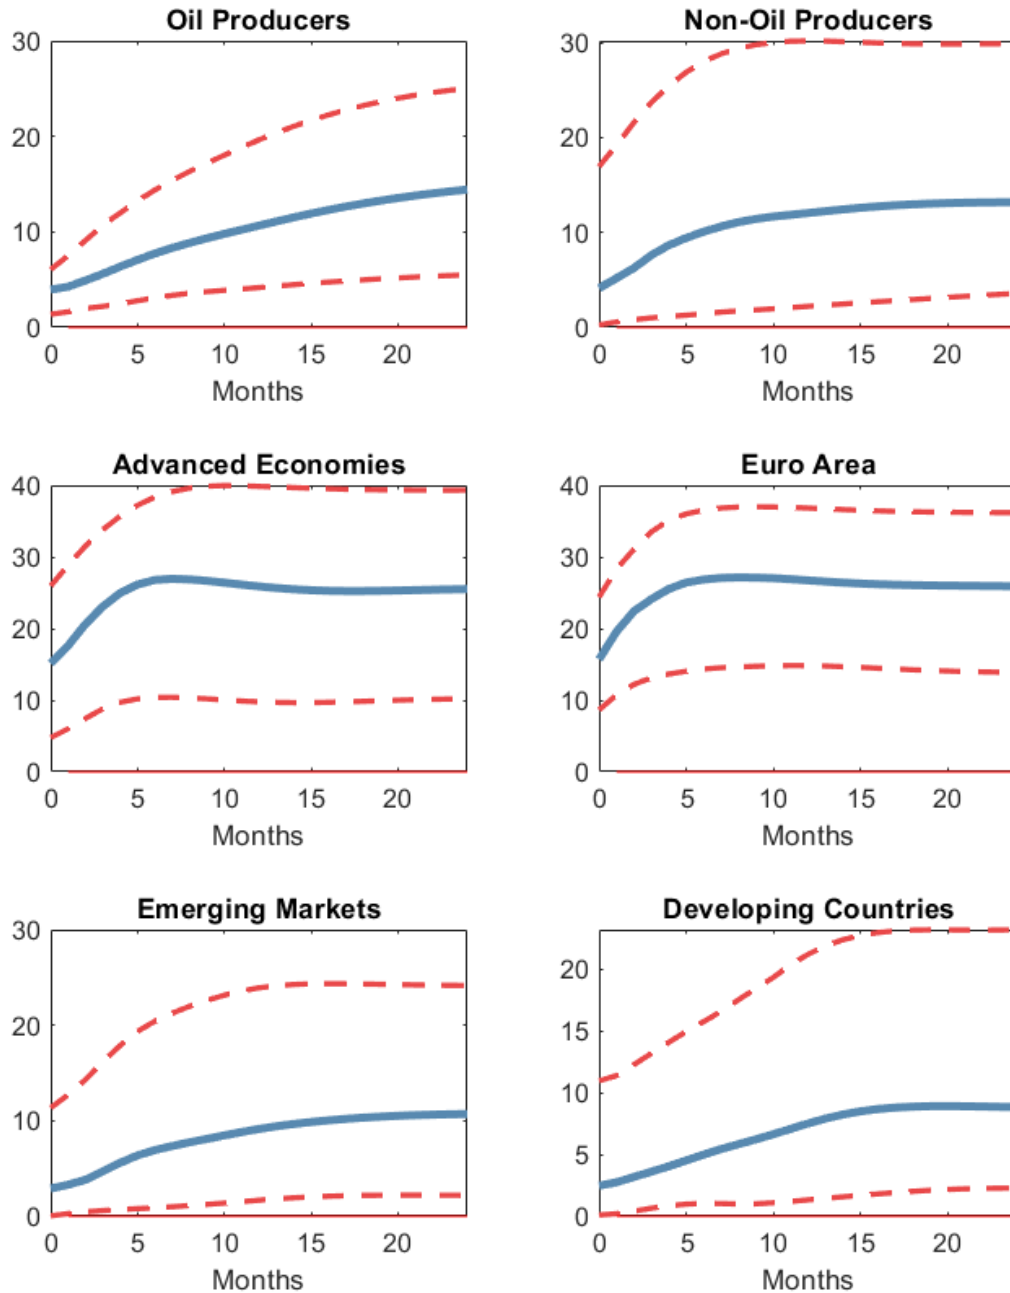 Oil Producers
30
20
10
0
0 5 10 15 20
Months
Non-Oil Producers
30
20
10
0
0 5 10 15 20
Months
Advanced Economies
40
30
20
10
0
0 5 10 15 20
Months
Euro Area
40
30
20
10
0
0 5 10 15 20
Months
Emerging Markets
30
20
10
0
0 5 10 15 20
Months
Developing Countries
20
15
10
5
0
0 5 10 15 20
Months